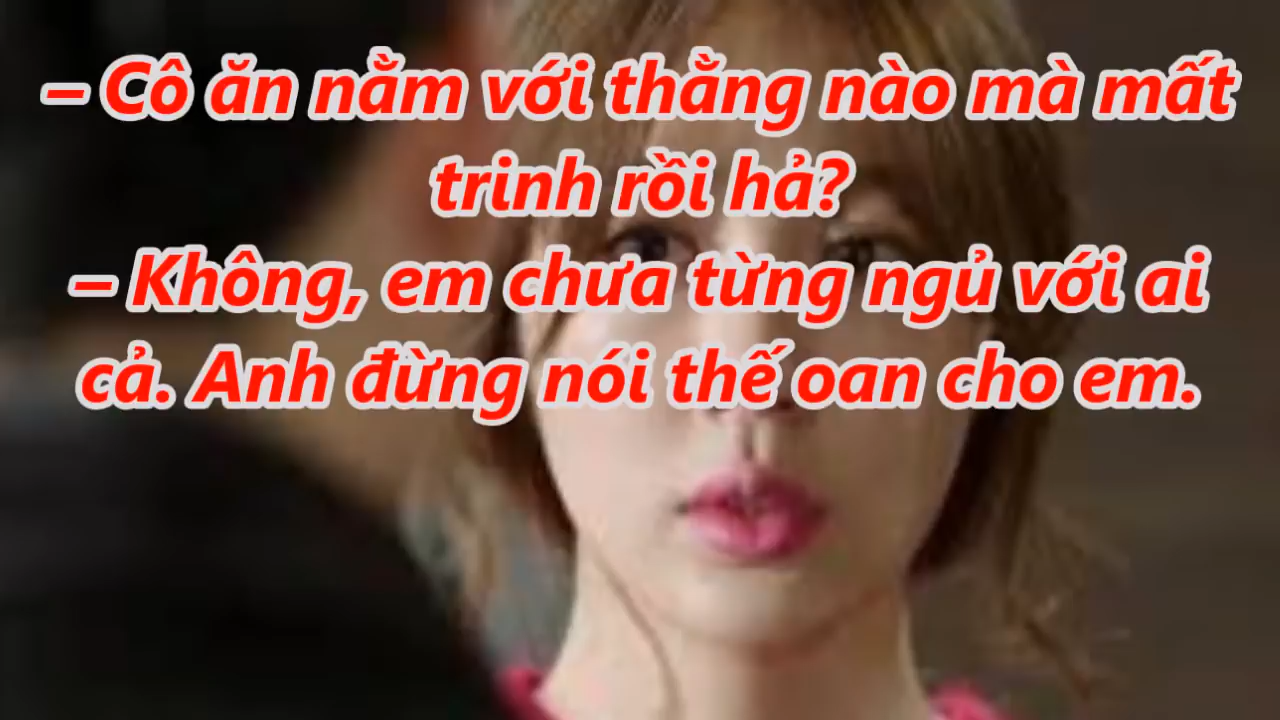 – Cô ăn nằm với thằng nào mà mất
trinh rồi hả?
– Không, em chưa từng ngủ với ai
cả. Anh đừng nói thế oan cho em.